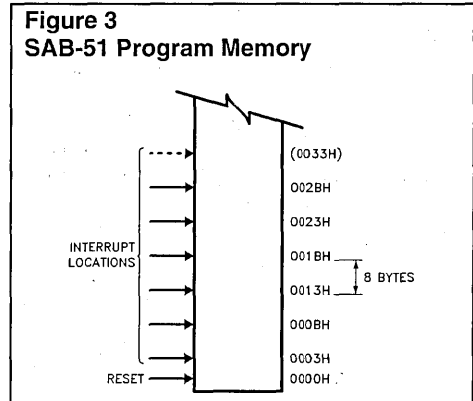 Figure 3
SAB-51 Program Memory
(0033H)
002BH
0023H
INTERRUPT
LOCATIONS
001BH
8 BYTES
0013H
000BH
0003H
RESET
0000H